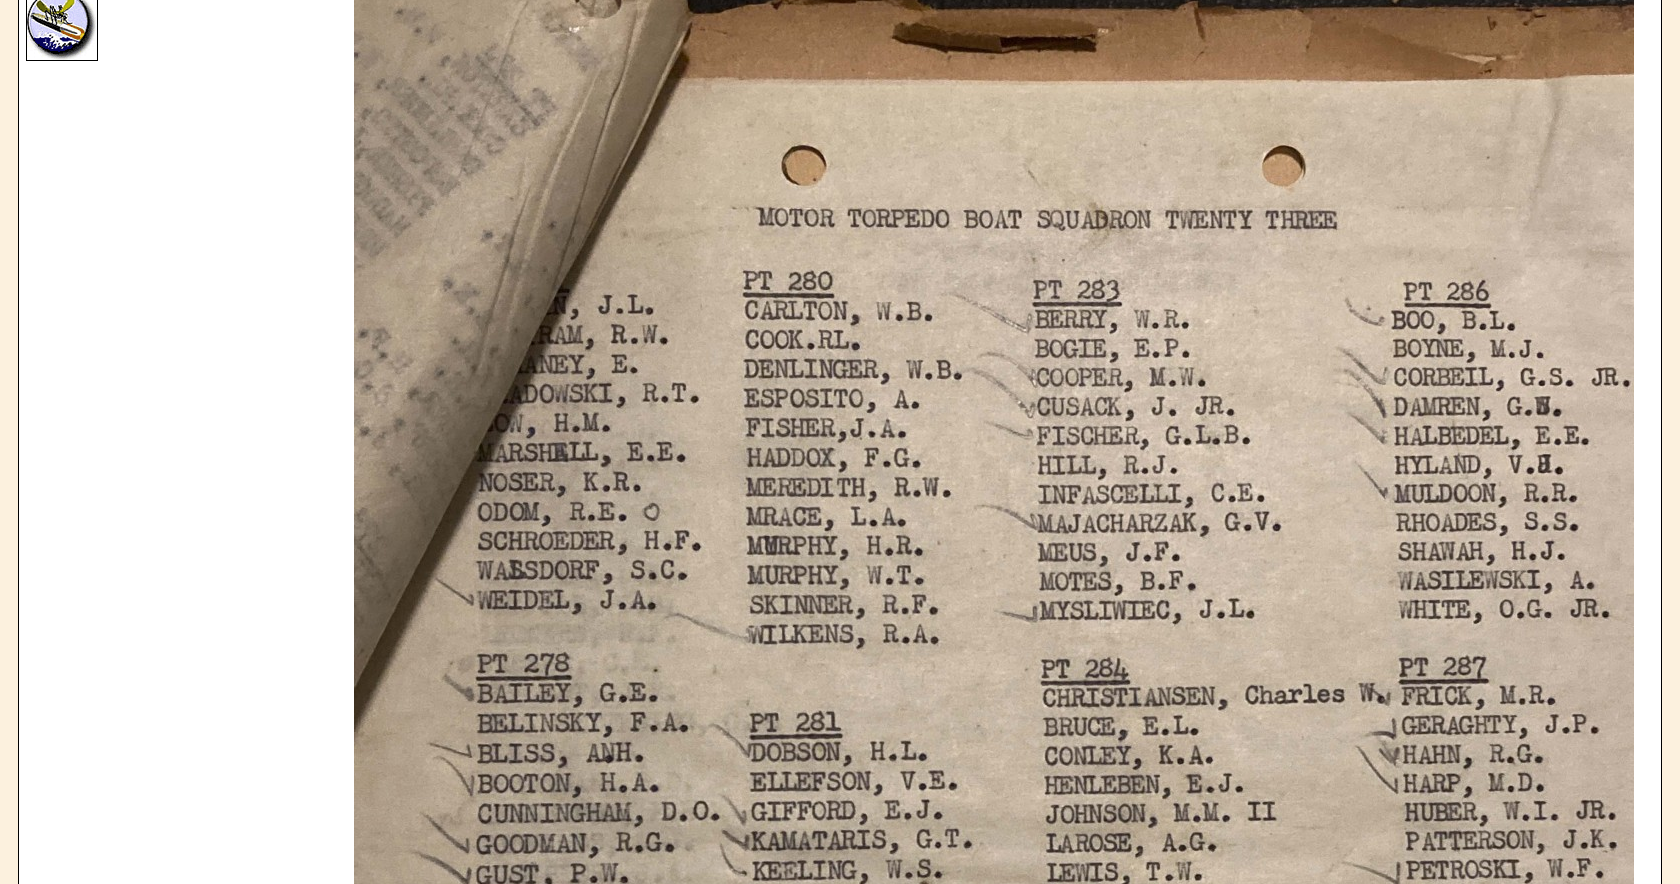 MOTOR TORPEDO BOAT SQUADRON TWENTY THREE
J.L.
R.W.
E.
R.T.
H.M.
MARSHELL, E.E.
NOSER, K.R.
ODOM, R.E. O
SCHROEDER, H.F.
WALSDORF, S.C.
WEIDEL, J.A.
PT 278
BAILEY, G.E.
BELINSKY, F.A.
BLISS, A.H.
BOOTON, H.A.
CUNNINGHAM, D.O.
GOODMAN, R.G.
GUST, P.W.
PT 280
CARLTON, W.B.
COOK.RL.
DENLINGER, W.B.
ESPOSITO, A.
FISHER,J.A.
HADDOX, F.G.
MEREDITH, R.W.
MRACE, L.A.
MURPHY, H.R.
MURPHY, W.T.
SKINNER, R.F.
WILKENS, R.A.
PT 281
DOBSON, H.L.
ELLEFSON, V.E.
GIFFORD, E.J.
KAMATARIS, G.T.
KEELING, W.S.
PT 283
BERRY, W.R.
BOGIE, E.P.
COOPER, M.W.
CUSACK, J. JR.
FISCHER, G.L.B.
HILL, R.J.
INFASCELLI, C.E.
MAJACHARZAK, G.V.
MEUS, J.F.
MOTES, B.F.
MYSLIWIEC, J.L.
PT 284
CHRISTIANSEN, Charles W.
BRUCE, E.L.
CONLEY, K.A.
HENLEBEN, E.J.
JOHNSON, M.M. II
LAROSE, A.G.
LEWIS, T.W.
PT 286
BOO, B.L.
BOYNE, M.J.
CORBEIL, G.S. JR.
DAMREN, G.W.
HALBEDEL, E.E.
HYLAND, V.H.
MULDOON, R.R.
RHOADES, S.S.
SHAWAH, H.J.
WASILEWSKI, A.
WHITE, O.G. JR.
PT 287
FRICK, M.R.
GERAGHTY, J.P.
HAHN, R.G.
HARP, M.D.
HUBER, W.I. JR.
PATTERSON, J.K.
PETROSKI, W.F.